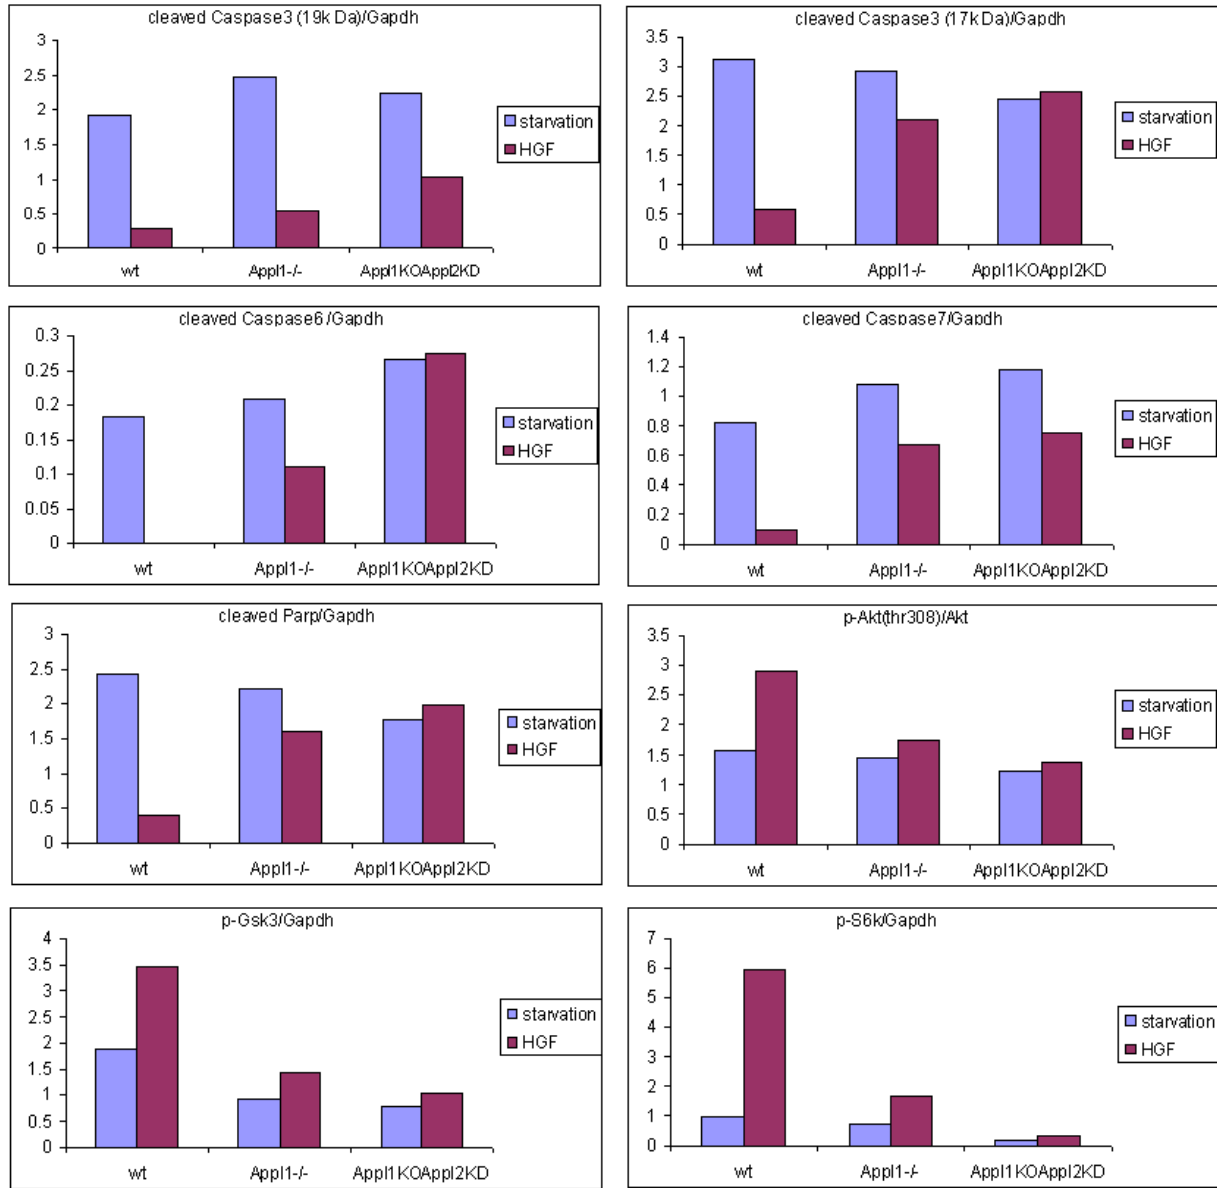 cleaved Caspase3 (19k Da)/Gapdh
3
2.5
2
1.5
1
0.5
0
wt Appl1-/- Appl1KOAppl2KD
starvation
HGF
cleaved Caspase3 (17k Da)/Gapdh
3.5
3
2.5
2
1.5
1
0.5
0
wt Appl1-/- Appl1KOAppl2KD
starvation
HGF
cleaved Caspase6/Gapdh
0.3
0.25
0.2
0.15
0.1
0.05
0
wt Appl1-/- Appl1KOAppl2KD
starvation
HGF
cleaved Caspase7/Gapdh
1.4
1.2
1
0.8
0.6
0.4
0.2
0
wt Appl1-/- Appl1KOAppl2KD
starvation
HGF
cleaved Parp/Gapdh
3
2.5
2
1.5
1
0.5
0
wt Appl1-/- Appl1KOAppl2KD
starvation
HGF
p-Akt(thr308)/Akt
3.5
3
2.5
2
1.5
1
0.5
0
wt Appl1-/- Appl1KOAppl2KD
starvation
HGF
p-Gsk3/Gapdh
4
3.5
3
2.5
2
1.5
1
0.5
0
wt Appl1-/- Appl1KOAppl2KD
starvation
HGF
p-S6k/Gapdh
7
6
5
4
3
2
1
0
wt Appl1-/- Appl1KOAppl2KD
starvation
HGF